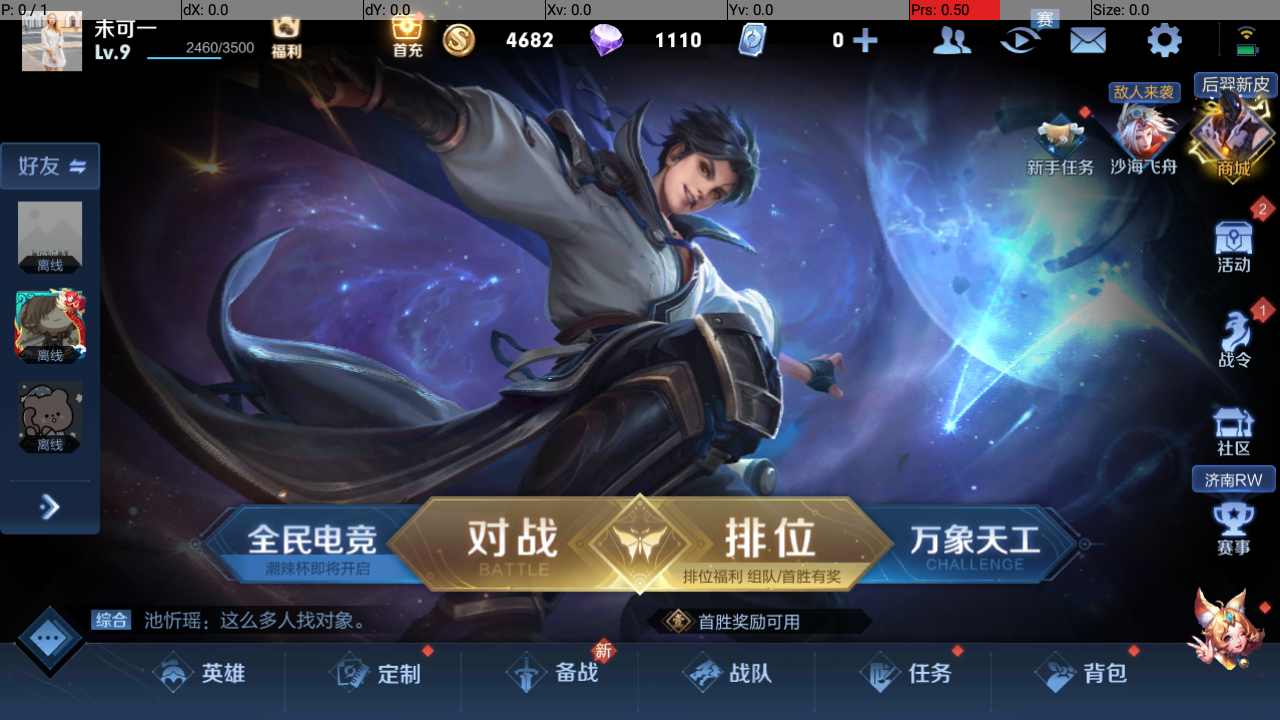 P: 0 / 1
dX: 0.0
dY: 0.0
Xv: 0.0
Yv: 0.0
Prs: 0.50
Size: 0.0
未可一
Lv.9
2460/3500
福利
首充
4682
1110
0
赛
好友
离线
离线
离线
敌人来袭
后羿新皮
新手任务
沙海飞舟
商城
2
活动
1
战令
社区
济南RW
赛事
全民电竞
潮辣杯即将开启
对战
BATTLE
排位
排位福利 组队/首胜有奖
万象天工
CHALLENGE
综合
池忻瑶：这么多人找对象。
首胜奖励可用
英雄
定制
备战
新
战队
任务
背包